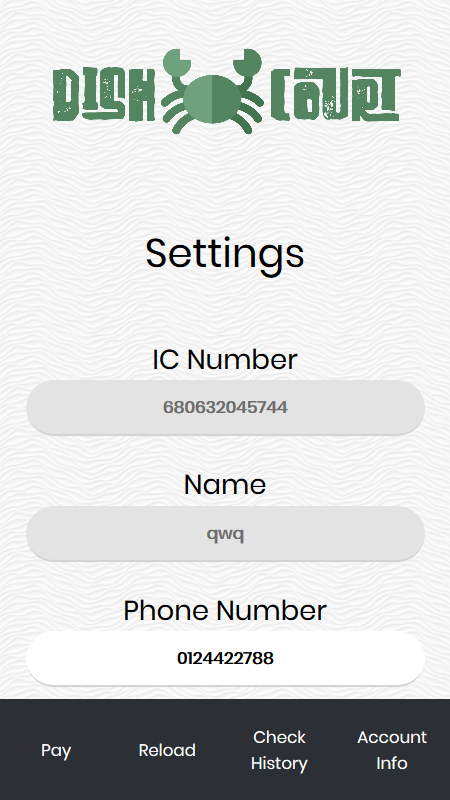 DISH COURT
Settings
IC Number
680632045744
Name
qwq
Phone Number
0124422788
Pay
Reload
Check
History
Account
Info